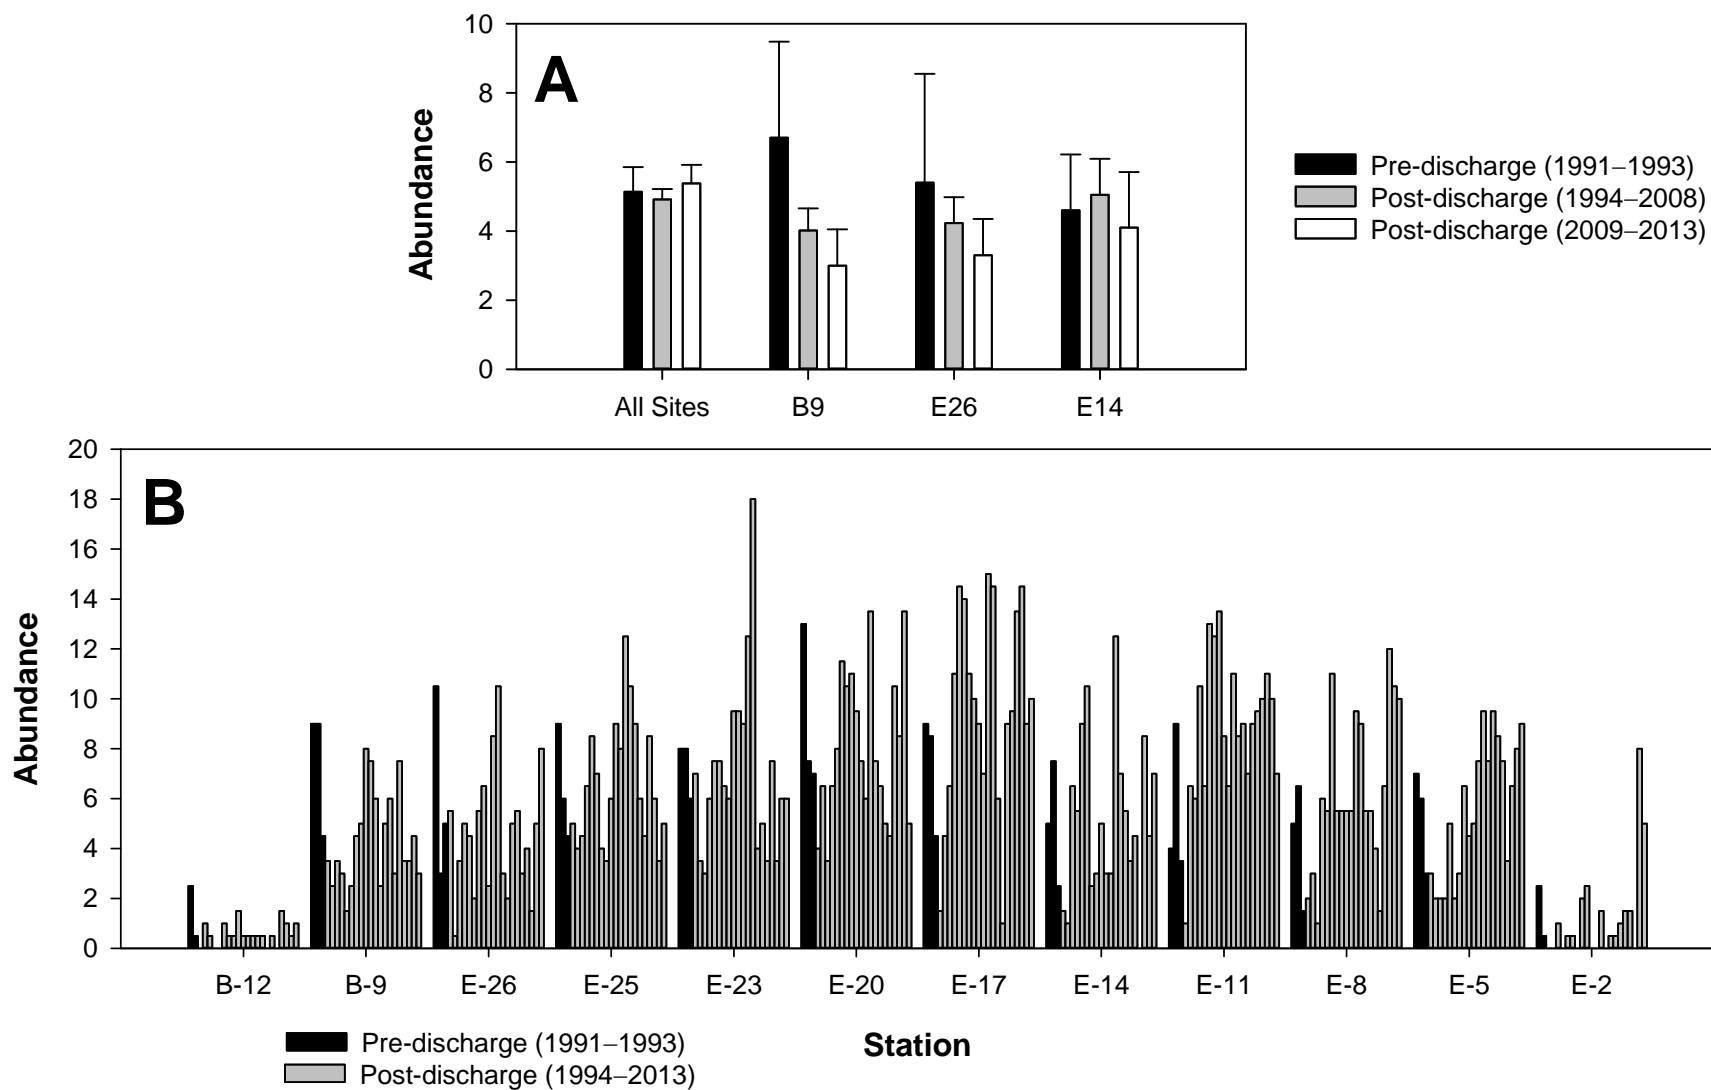 A
Abundance
10
8
6
4
2
0
All Sites B9 E26 E14
Pre-discharge (1991–1993)
Post-discharge (1994–2008)
Post-discharge (2009–2013)
B
Abundance
20
18
16
14
12
10
8
6
4
2
0
B-12 B-9 E-26 E-25 E-23 E-20 E-17 E-14 E-11 E-8 E-5 E-2
Station
Pre-discharge (1991–1993)
Post-discharge (1994–2013)